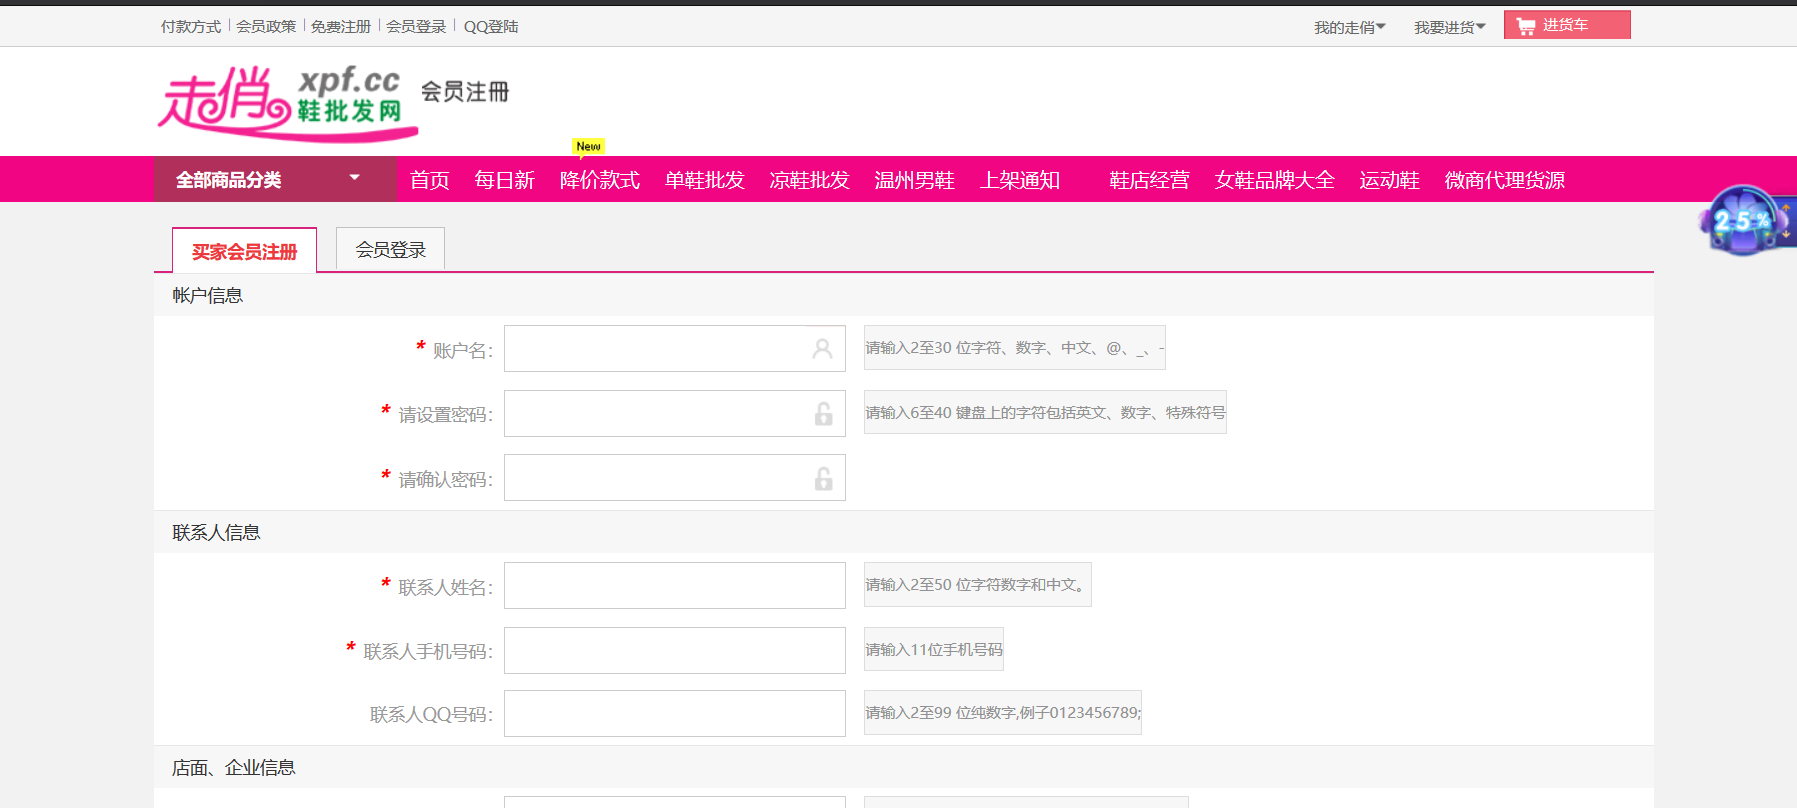 付款方式 会员政策 免费注册 会员登录 QQ登陆 我的走俏 我要进货 进货车
走俏 xpf.cc 鞋批发网 会员注冊
New
全部商品分类 首页 每日新 降价款式 单鞋批发 凉鞋批发 温州男鞋 上架通知 鞋店经营 女鞋品牌大全 运动鞋 微商代理货源
25%
买家会员注册 会员登录
帐户信息
* 账户名： 请输入2至30 位字符、数字、中文、@、_、-
* 请设置密码： 请输入6至40 键盘上的字符包括英文、数字、特殊符号
* 请确认密码：
联系人信息
* 联系人姓名： 请输入2至50 位字符数字和中文。
* 联系人手机号码： 请输入11位手机号码
联系人QQ号码： 请输入2至99 位纯数字,例子0123456789;
店面、企业信息